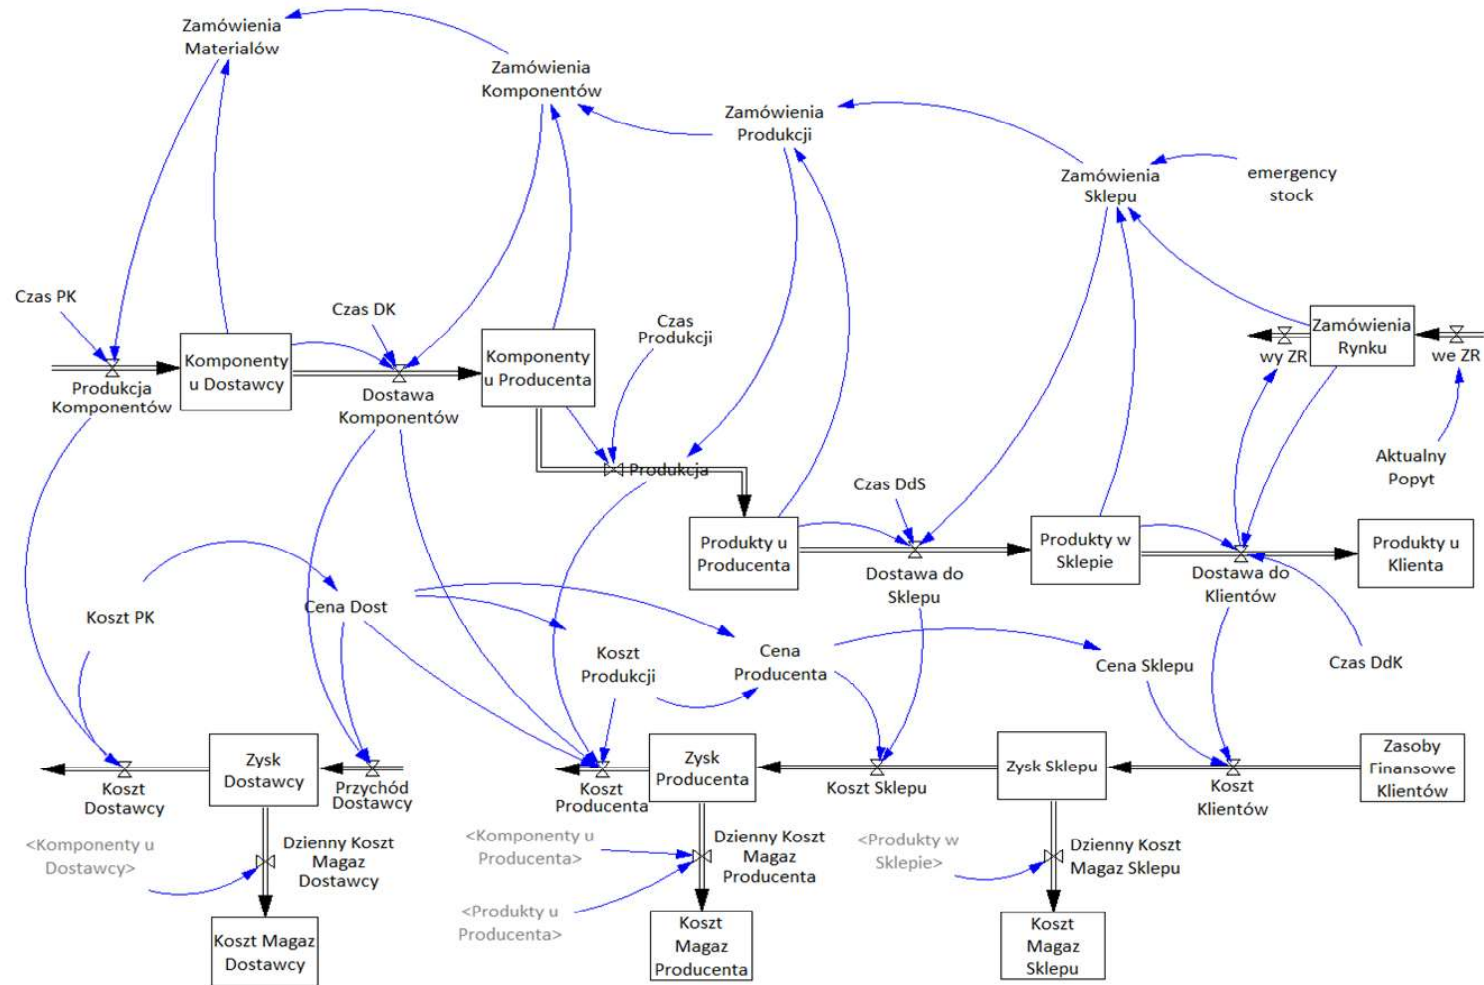 Zamówienia
Materialów
Zamówienia
Komponentów
Zamówienia
Produkcji
Zamówienia
Sklepu
emergency
stock
Czas PK
Czas DK
Czas
Produkcji
Komponenty
u Dostawcy
Komponenty
u Producenta
Zamówienia
Rynku
wy ZR
we ZR
Produkcja
Komponentów
Dostawa
Komponentów
Produkcja
Aktualny
Popyt
Czas DdS
Produkty u
Producenta
Produkty w
Sklepie
Produkty u
Klienta
Dostawa do
Sklepu
Dostawa do
Klientów
Koszt PK
Cena Dost
Koszt
Produkcji
Cena
Producenta
Cena Sklepu
Czas DdK
Zysk
Dostawcy
Zysk
Producenta
Zysk Sklepu
Zasoby
Finansowe
Klientów
Koszt
Dostawcy
Przychód
Dostawcy
Koszt
Producenta
Koszt Sklepu
Koszt
Klientów
<Komponenty u
Dostawcy>
Dzienny Koszt
Magaz
Dostawcy
<Komponenty u
Producenta>
Dzienny Koszt
Magaz
Producenta
<Produkty w
Sklepie>
Dzienny Koszt
Magaz Sklepu
<Produkty u
Producenta>
Koszt Magaz
Dostawcy
Koszt
Magaz
Producenta
Koszt
Magaz
Sklepu